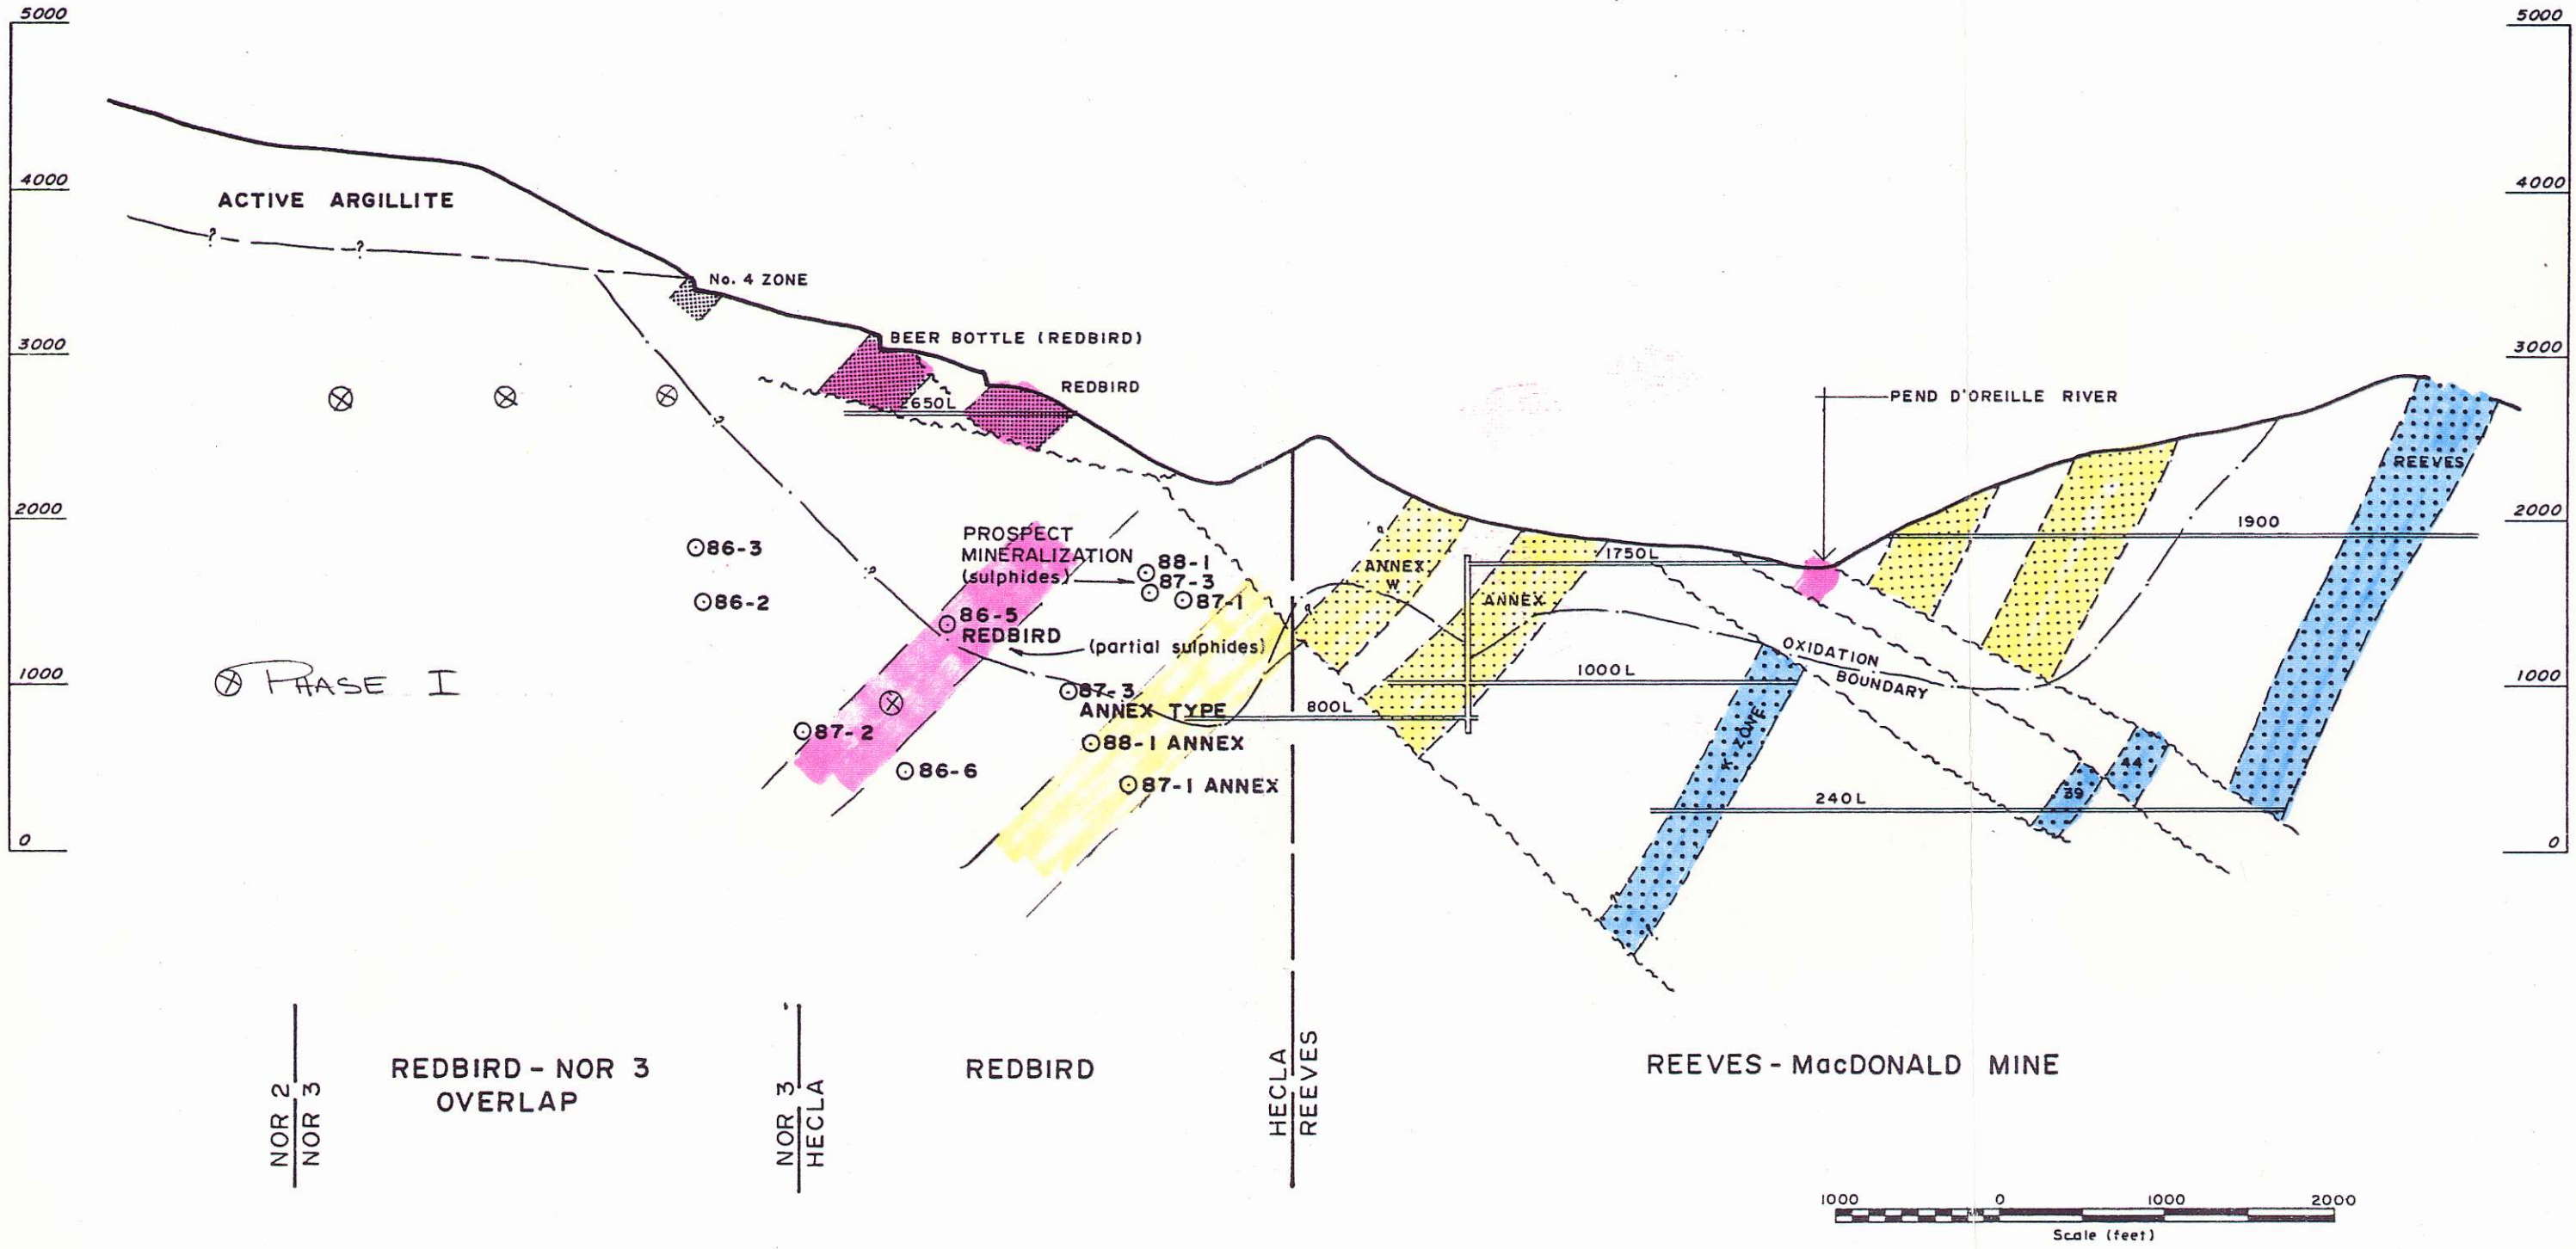 5000
5000
4000
4000
ACTIVE ARGILLITE
?
?
No. 4 ZONE
BEER BOTTLE (REDBIRD)
3000
3000
REDBIRD
2650L
PEND D'OREILLE RIVER
?
REEVES
2000
2000
1900
PROSPECT
MINERALIZATION
(sulphides)
86-3
88-1
87-3
87-1
86-2
?
ANNEX
W
1750L
ANNEX
86-5
REDBIRD
(partial sulphides)
OXIDATION
BOUNDARY
1000
1000
PHASE I
1000L
87-3
ANNEX TYPE
800L
K ZONE
87-2
88-1 ANNEX
86-6
87-1 ANNEX
44
39
240L
0
0
REDBIRD - NOR 3
OVERLAP
REDBIRD
REEVES - MacDONALD MINE
NOR 2
NOR 3
NOR 3
HECLA
HECLA
REEVES
1000 0 1000 2000
Scale (feet)